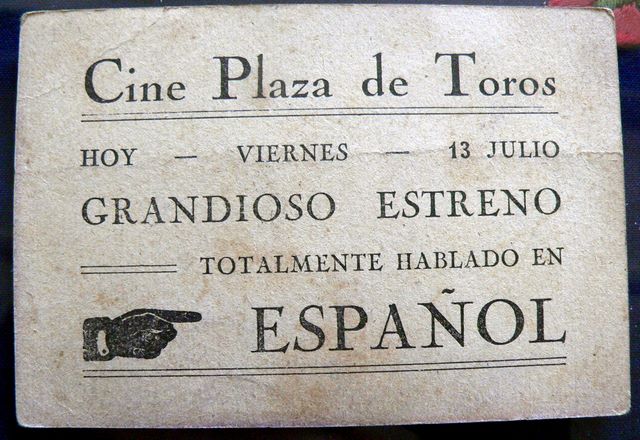 Cine Plaza de Toros
HOY — VIERNES — 13 JULIO
GRANDIOSO ESTRENO
TOTALMENTE HABLADO EN
ESPAÑOL